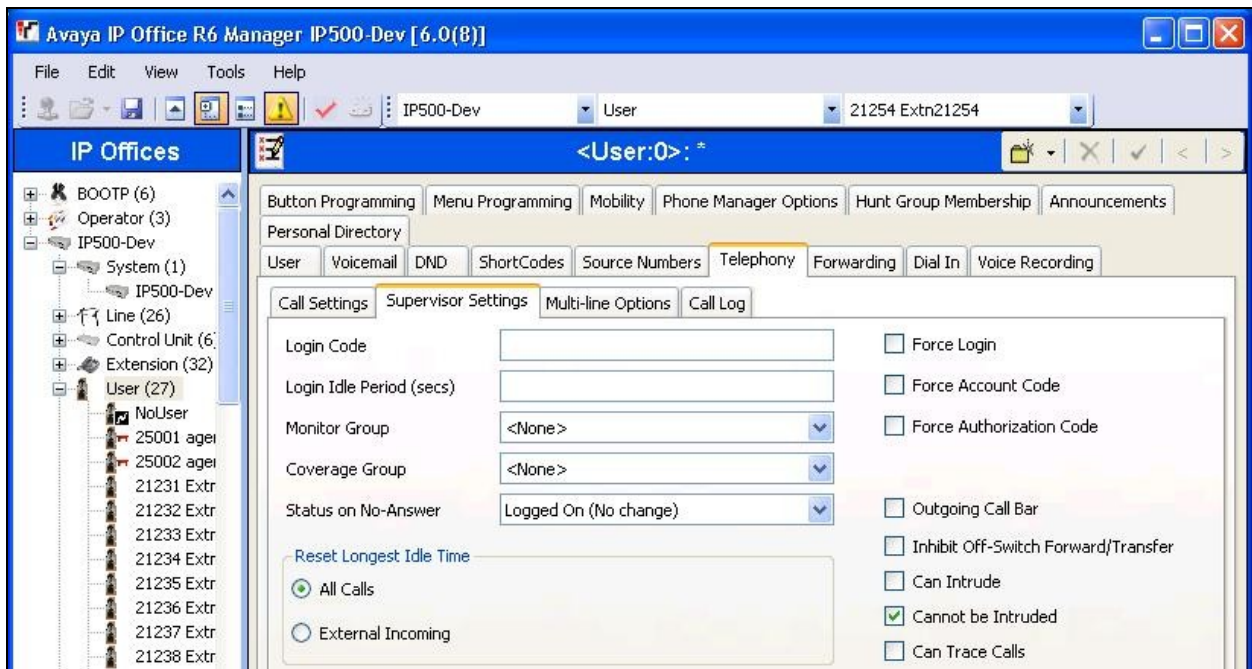 Avaya IP Office R6 Manager IP500-Dev [6.0(8)]
File Edit View Tools Help
IP500-Dev User 21254 Extn21254
IP Offices
BOOTP (6)
Operator (3)
IP500-Dev
System (1)
IP500-Dev
Line (26)
Control Unit (6
Extension (32)
User (27)
NoUser
25001 agen
25002 agen
21231 Extr
21232 Extr
21233 Extr
21234 Extr
21235 Extr
21236 Extr
21237 Extr
21238 Extr
<User:0>: *
Button Programming Menu Programming Mobility Phone Manager Options Hunt Group Membership Announcements
Personal Directory
User Voicemail DND ShortCodes Source Numbers Telephony Forwarding Dial In Voice Recording
Call Settings Supervisor Settings Multi-line Options Call Log
Login Code
Login Idle Period (secs)
Monitor Group <None>
Coverage Group <None>
Status on No-Answer Logged On (No change)
Reset Longest Idle Time
All Calls
External Incoming
Force Login
Force Account Code
Force Authorization Code
Outgoing Call Bar
Inhibit Off-Switch Forward/Transfer
Can Intrude
Cannot be Intruded
Can Trace Calls